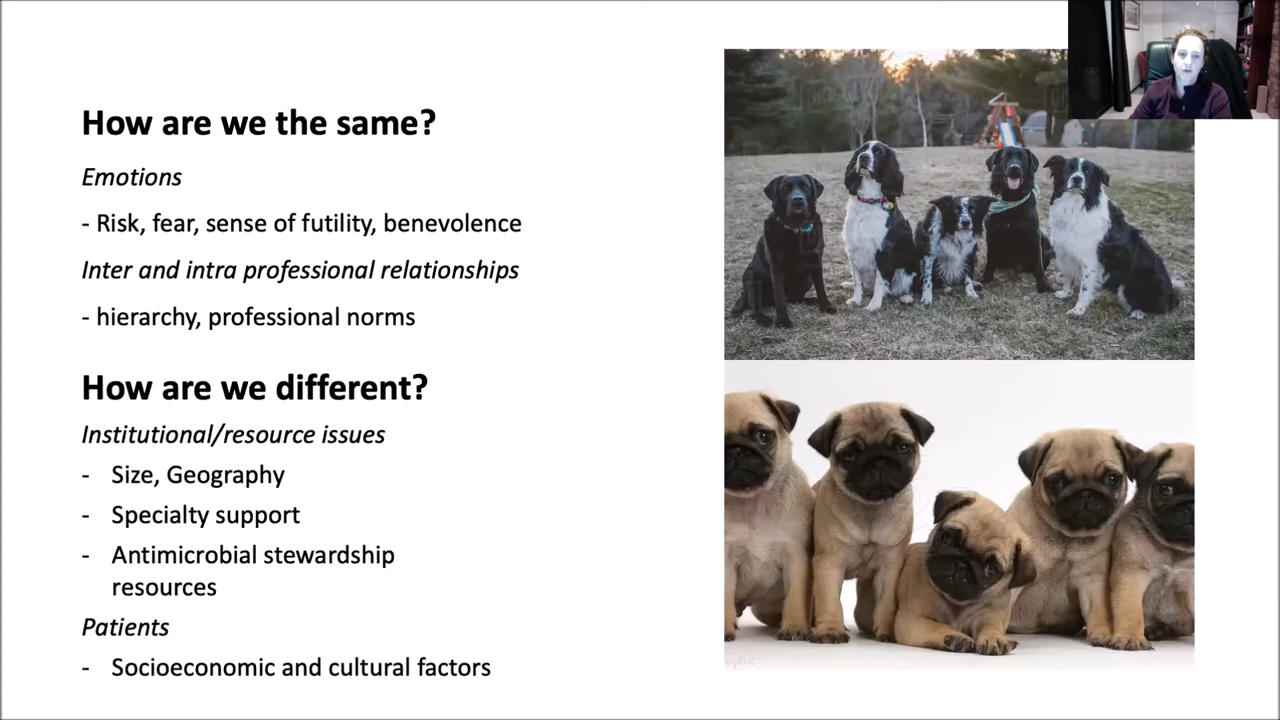 How are we the same?
Emotions
- Risk, fear, sense of futility, benevolence
Inter and intra professional relationships
- hierarchy, professional norms
How are we different?
Institutional/resource issues
- Size, Geography
- Specialty support
- Antimicrobial stewardship
resources
Patients
- Socioeconomic and cultural factors